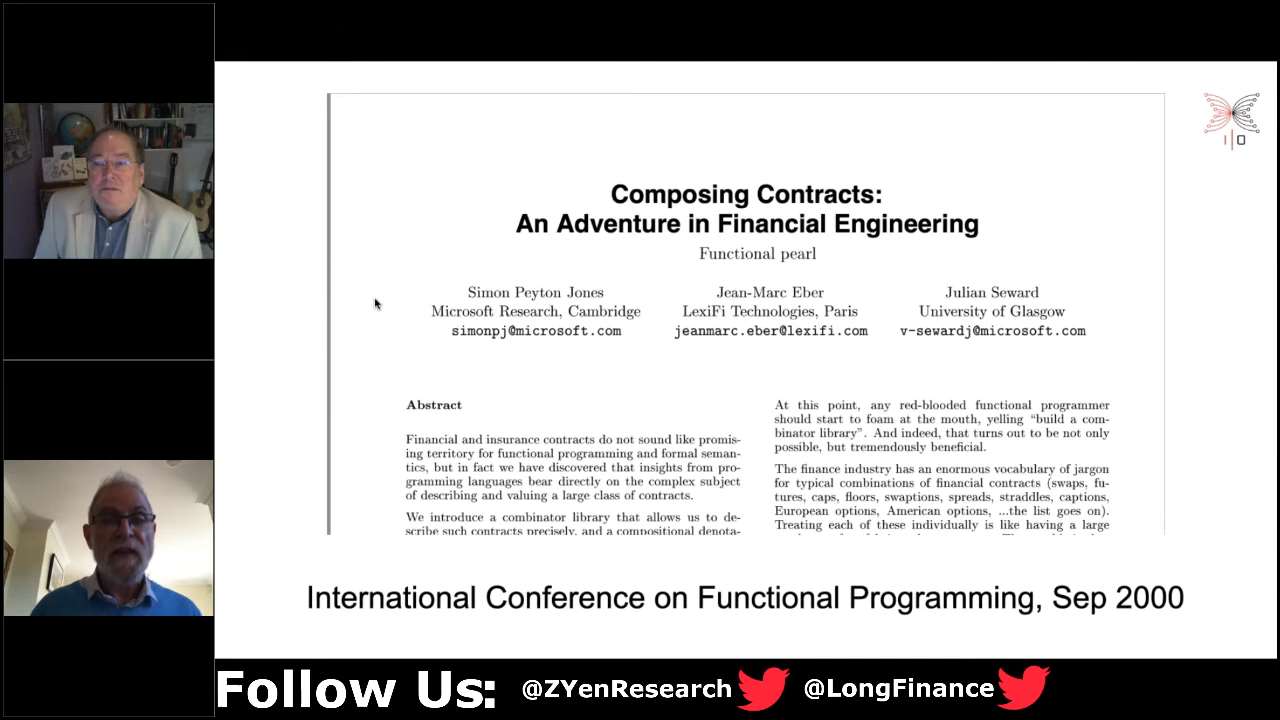 Composing Contracts:
An Adventure in Financial Engineering
Functional pearl
Simon Peyton Jones
Microsoft Research, Cambridge
simonpj@microsoft.com
Jean-Marc Eber
LexiFi Technologies, Paris
jeanmarc.eber@lexifi.com
Julian Seward
University of Glasgow
v-sewardj@microsoft.com
Abstract
Financial and insurance contracts do not sound like promis-
ing territory for functional programming and formal seman-
tics, but in fact we have discovered that insights from pro-
gramming languages bear directly on the complex subject
of describing and valuing a large class of contracts.
We introduce a combinator library that allows us to de-
scribe such contracts precisely, and a compositional denota-
At this point, any red-blooded functional programmer
should start to foam at the mouth, yelling “build a com-
binator library”. And indeed, that turns out to be not only
possible, but tremendously beneficial.
The finance industry has an enormous vocabulary of jargon
for typical combinations of financial contracts (swaps, fu-
tures, caps, floors, swaptions, spreads, straddles, captions,
European options, American options, ...the list goes on).
Treating each of these individually is like having a large
International Conference on Functional Programming, Sep 2000
I|O
Follow Us: @ZYenResearch @LongFinance